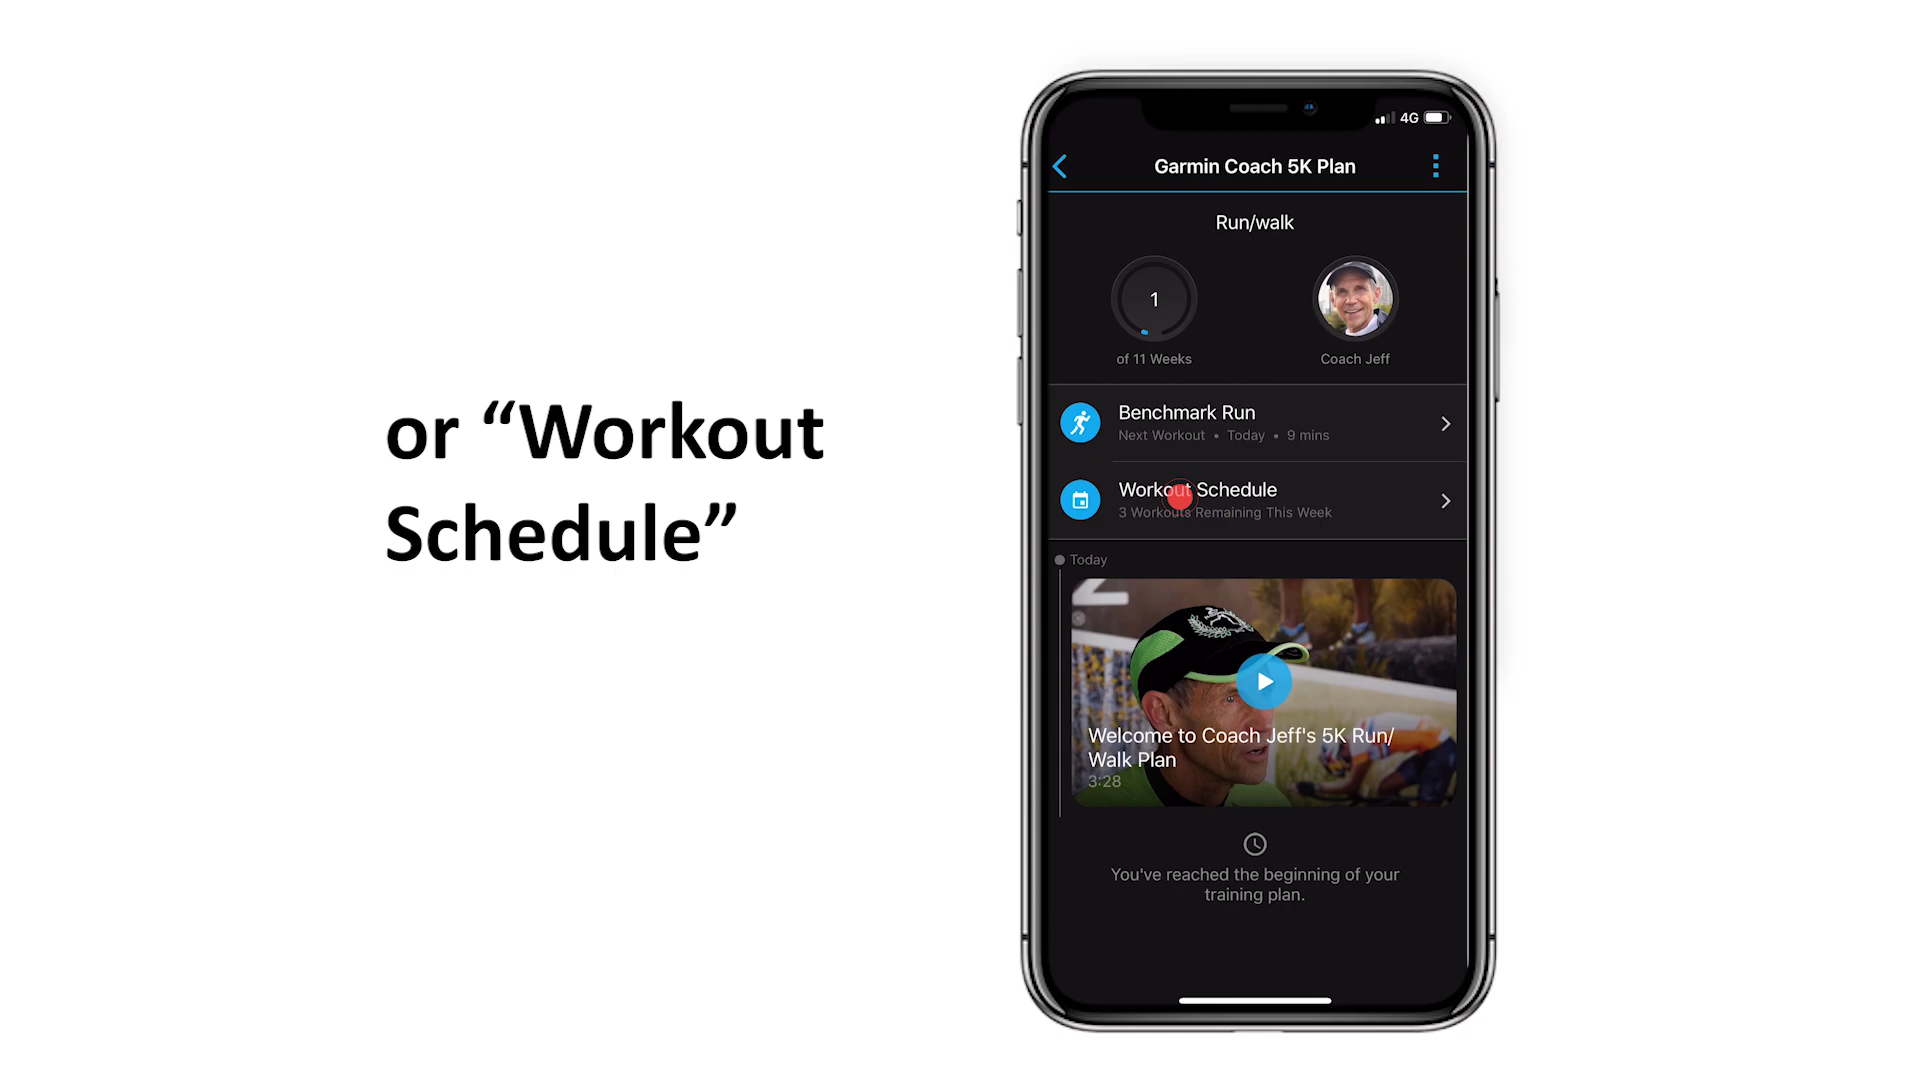 or “Workout
Schedule”
4G
Garmin Coach 5K Plan
Run/walk
1
of 11 Weeks
Coach Jeff
Benchmark Run
Next Workout • Today • 9 mins
Workout Schedule
3 Workouts Remaining This Week
Today
Welcome to Coach Jeff's 5K Run/
Walk Plan
3:28
You've reached the beginning of your
training plan.